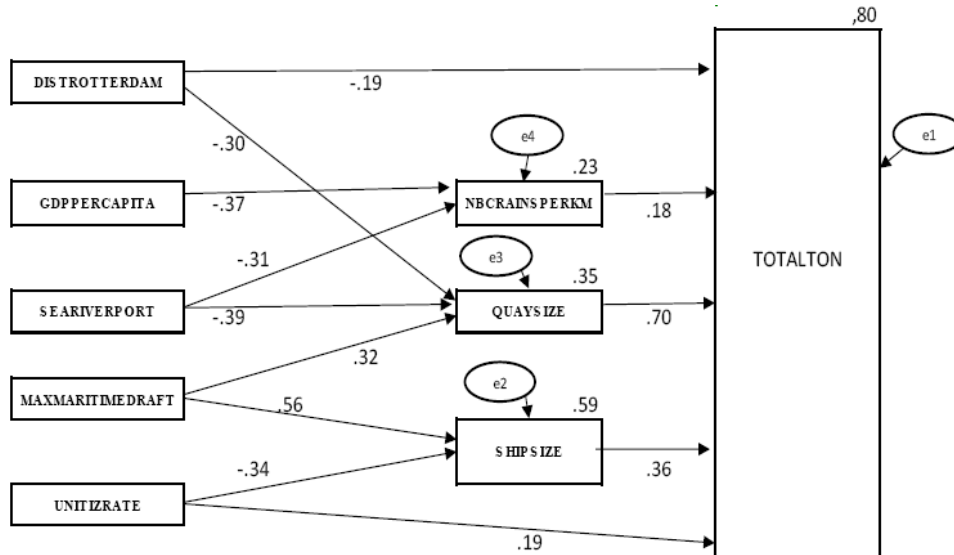 ,80
DISTROTTERDAM
-.19
-.30
e4
e1
.23
GDPPERCAPITA
-.37
NBCRAINSPERKM
.18
-.31
e3
TOTALTON
.35
SEARIVERPORT
-.39
QUAYSIZE
.70
.32
e2
MAXMARITIMEDRAFT
.56
.59
SHIPSIZE
-.34
.36
UNITIZRATE
.19